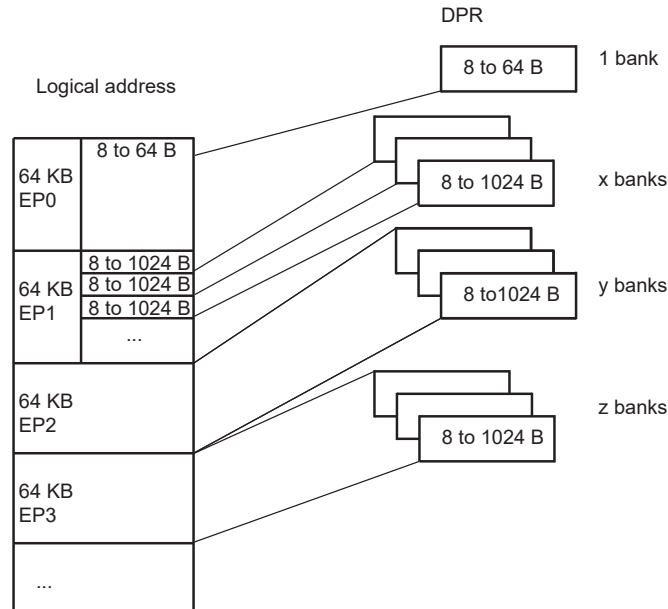 DPR
8 to 64 B
1 bank
Logical address
8 to 64 B
64 KB
EP0
8 to 1024 B
x banks
8 to 1024 B
8 to 1024 B
8 to 1024 B
...
64 KB
EP1
8 to1024 B
y banks
64 KB
EP2
z banks
8 to 1024 B
64 KB
EP3
...